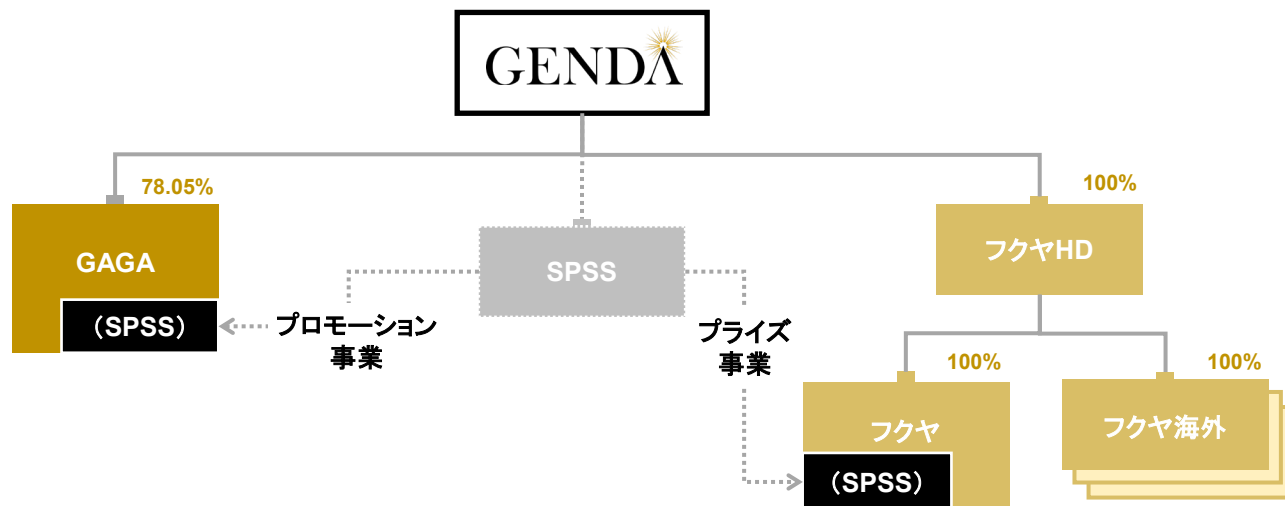 GENDA
78.05%
100%
GAGA
SPSS
フクヤHD
（SPSS）
プロモーション
事業
プライズ
事業
100%
100%
フクヤ
フクヤ海外
（SPSS）